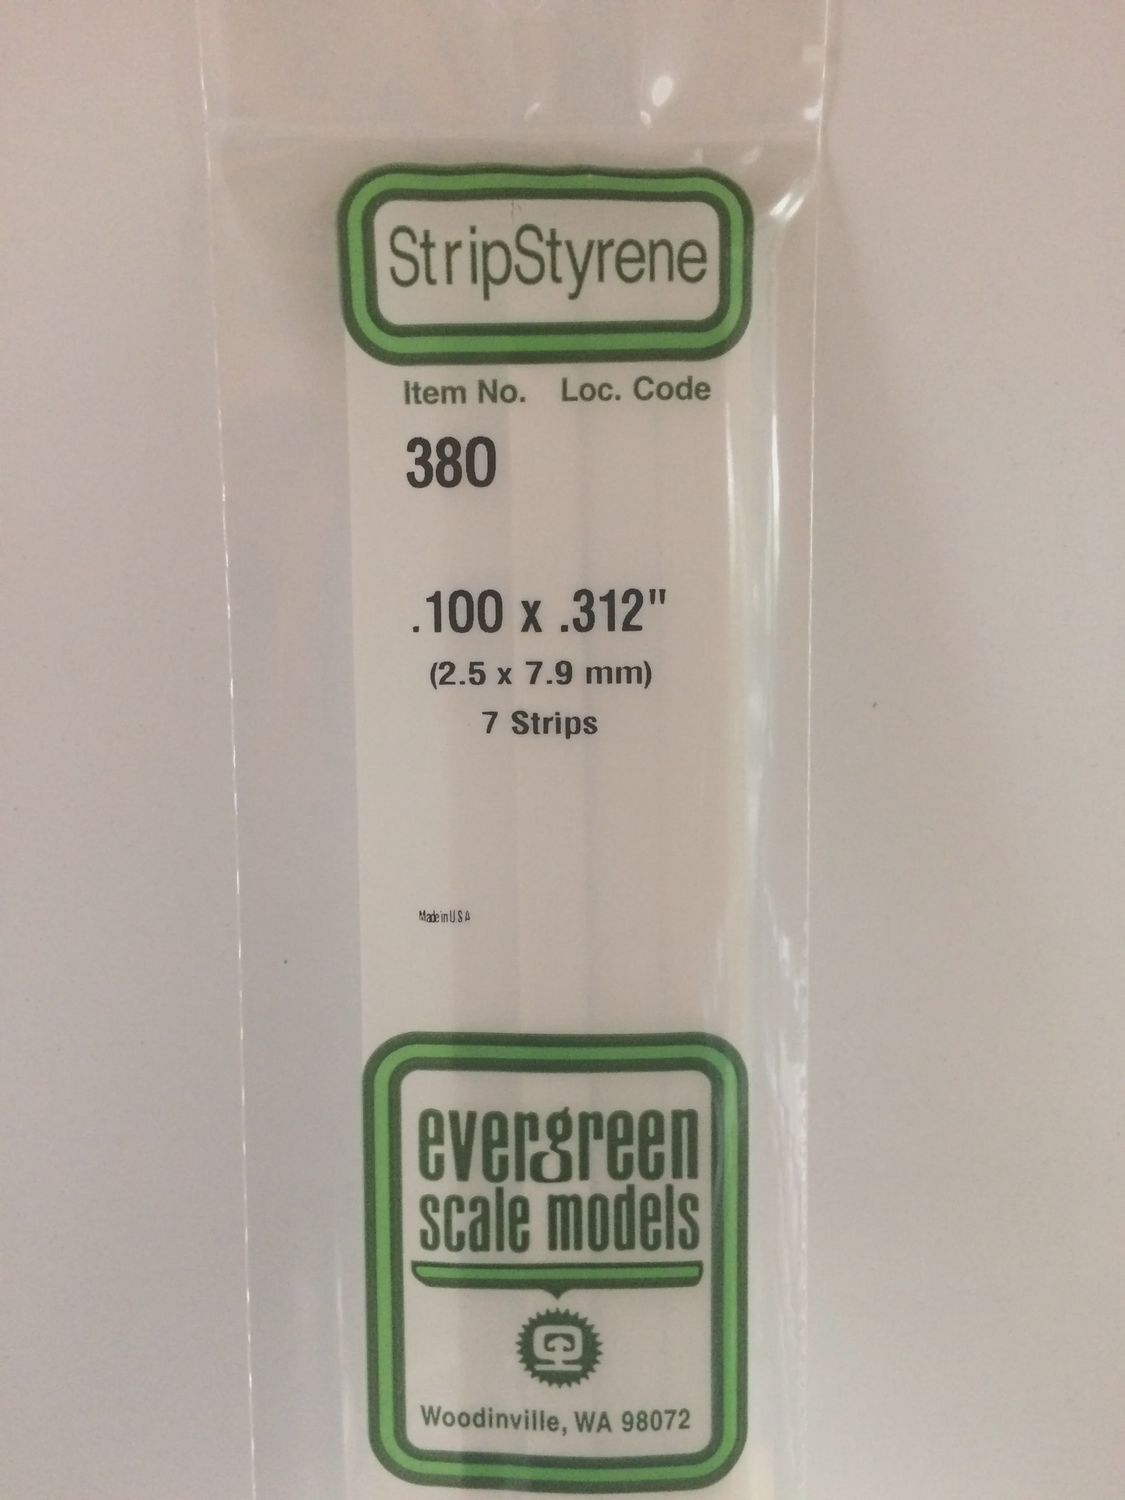 StripStyrene
Item No. Loc. Code
380
.100 x .312"
(2.5 x 7.9 mm)
7 Strips
Made in U S A
evergreen
scale models
Woodinville, WA 98072